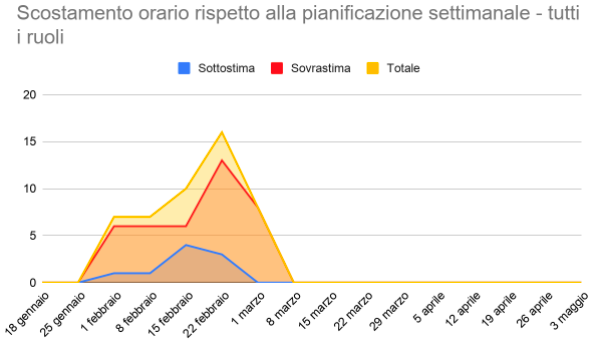 Scostamento orario rispetto alla pianificazione settimanale - tutti
i ruoli
Sottostima Sovrastima Totale
20
15
10
5
0
18 gennaio 25 gennaio 1 febbraio 8 febbraio 15 febbraio 22 febbraio 1 marzo 8 marzo 15 marzo 22 marzo 29 marzo 5 aprile 12 aprile 19 aprile 26 aprile 3 maggio